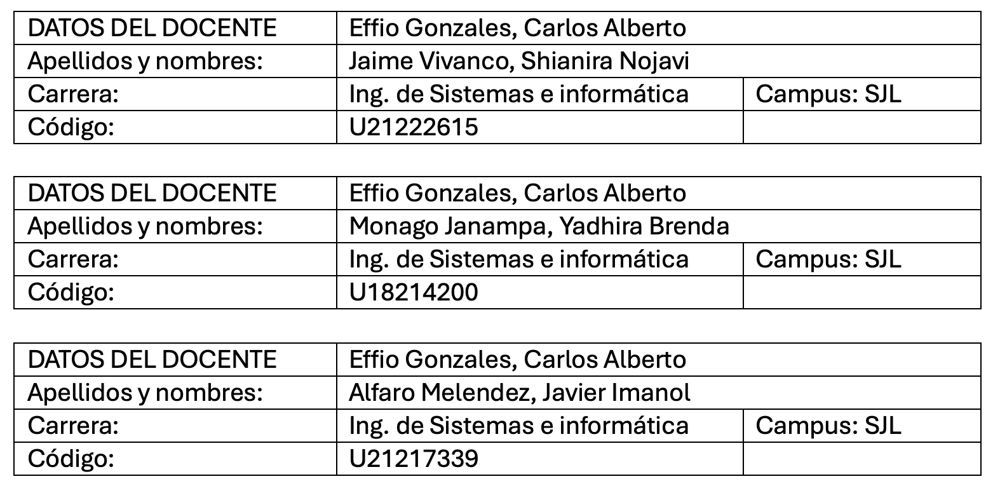 DATOS DEL DOCENTE Effio Gonzales, Carlos Alberto
Apellidos y nombres: Jaime Vivanco, Shianira Nojavi
Carrera: Ing. de Sistemas e informática Campus: SJL
Código: U21222615
DATOS DEL DOCENTE Effio Gonzales, Carlos Alberto
Apellidos y nombres: Monago Janampa, Yadhira Brenda
Carrera: Ing. de Sistemas e informática Campus: SJL
Código: U18214200
DATOS DEL DOCENTE Effio Gonzales, Carlos Alberto
Apellidos y nombres: Alfaro Melendez, Javier Imanol
Carrera: Ing. de Sistemas e informática Campus: SJL
Código: U21217339